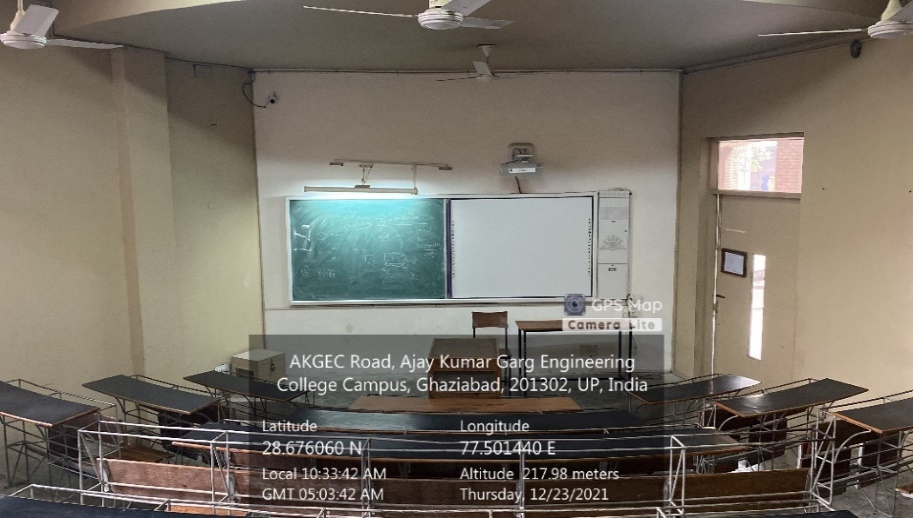 GPS Map
Camera Lite
AKGEC Road, Ajay Kumar Garg Engineering
College Campus, Ghaziabad, 201302, UP, India
Latitude
28.676060 N
Longitude
77.501440 E
Local 10:33:42 AM
GMT 05:03:42 AM
Altitude 217.98 meters
Thursday, 12/23/2021